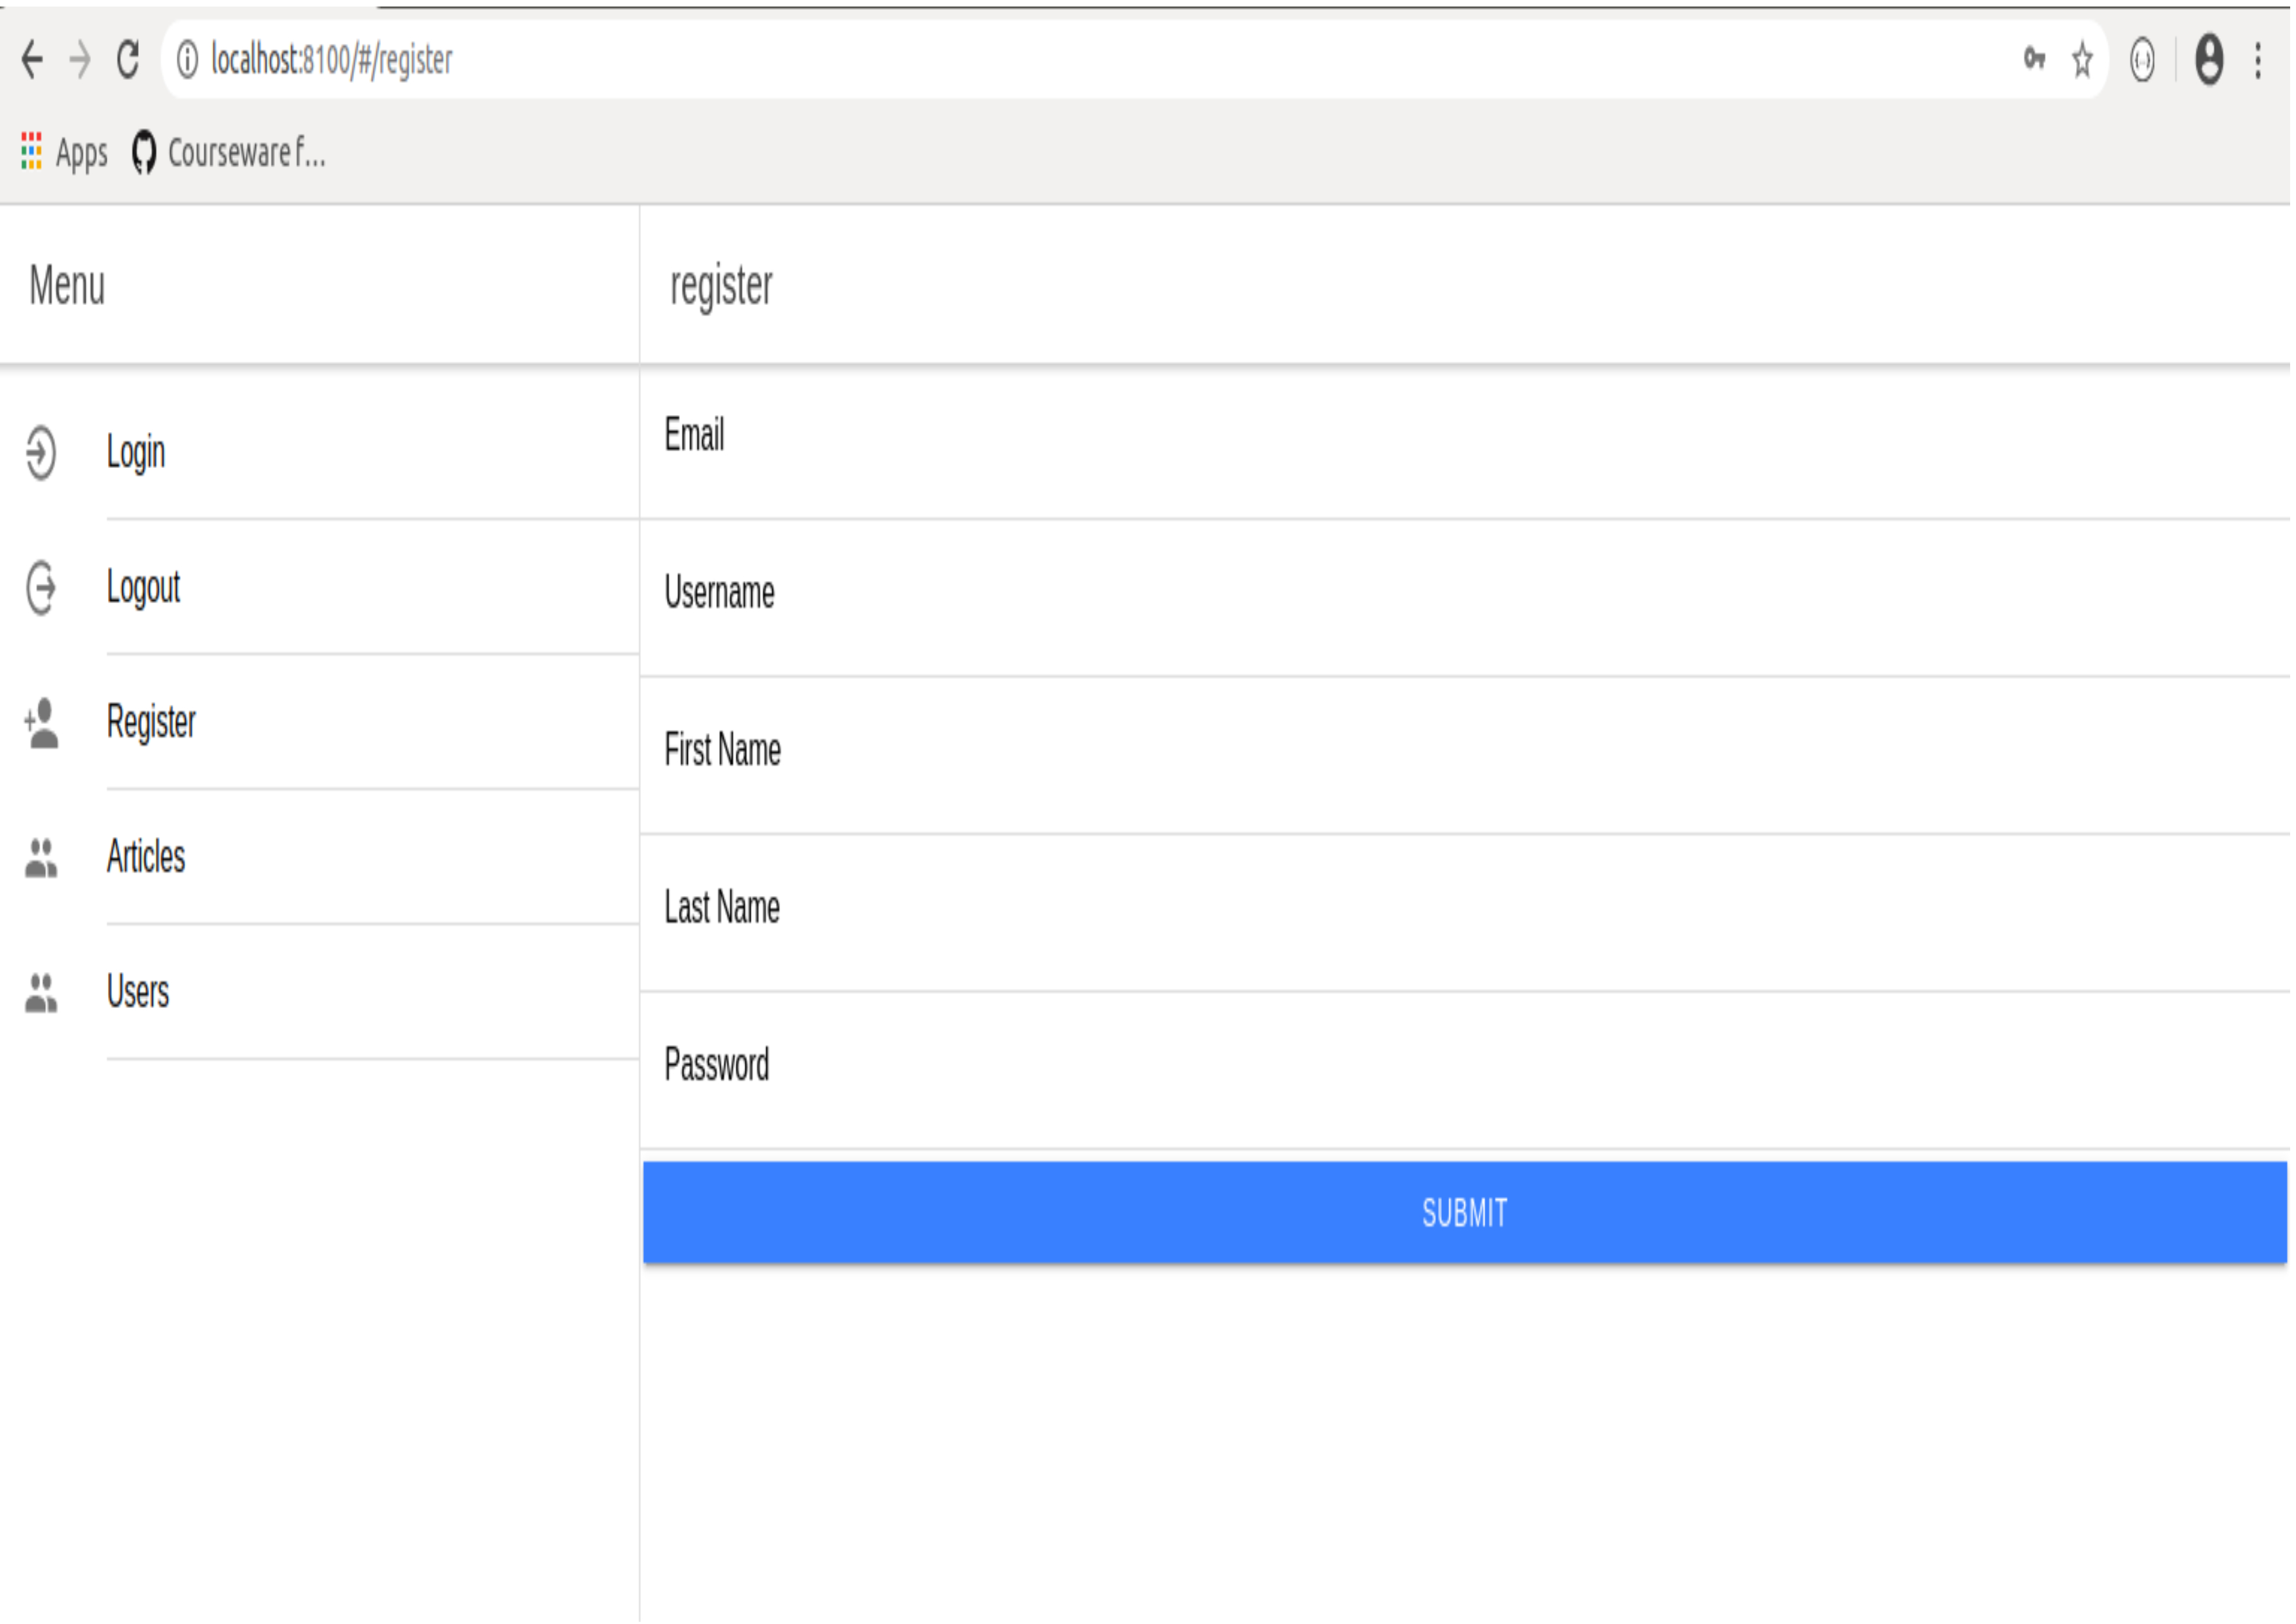 localhost:8100/#/register
Apps Courseware f...
Menu
register
Login
Logout
Register
Articles
Users
Email
Username
First Name
Last Name
Password
SUBMIT